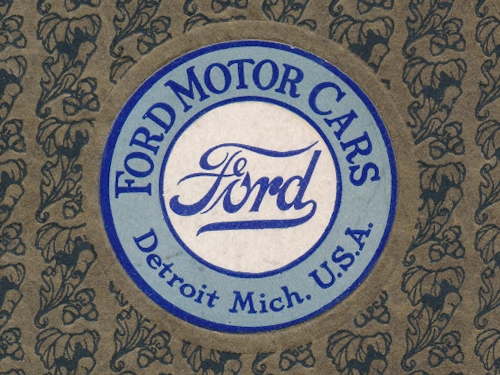 FORD MOTOR CARS
Ford
Detroit Mich. U.S.A.